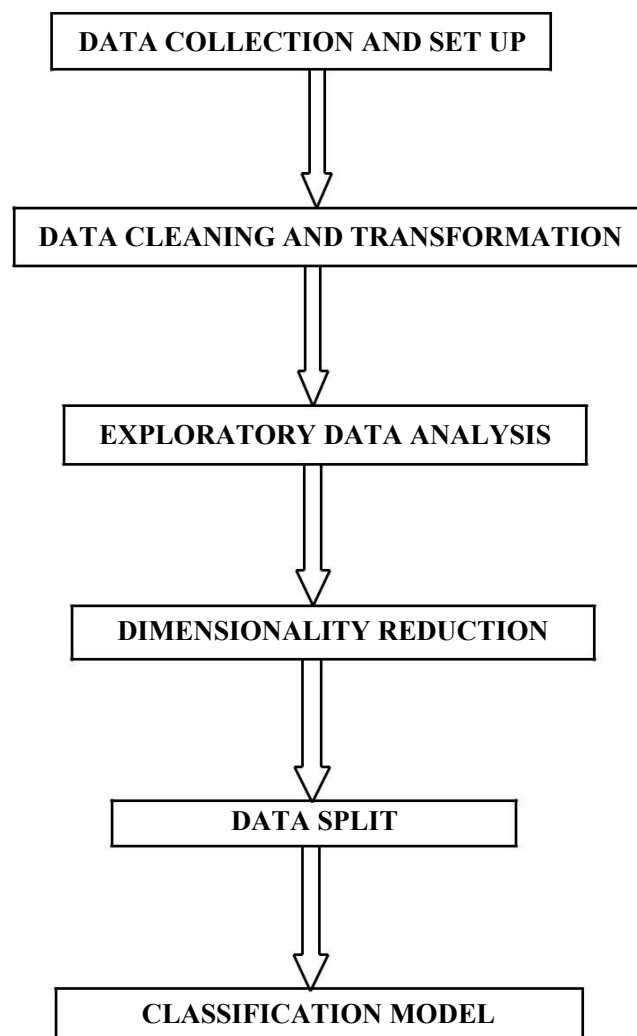 DATA COLLECTION AND SET UP
DATA CLEANING AND TRANSFORMATION
EXPLORATORY DATA ANALYSIS
DIMENSIONALITY REDUCTION
DATA SPLIT
CLASSIFICATION MODEL